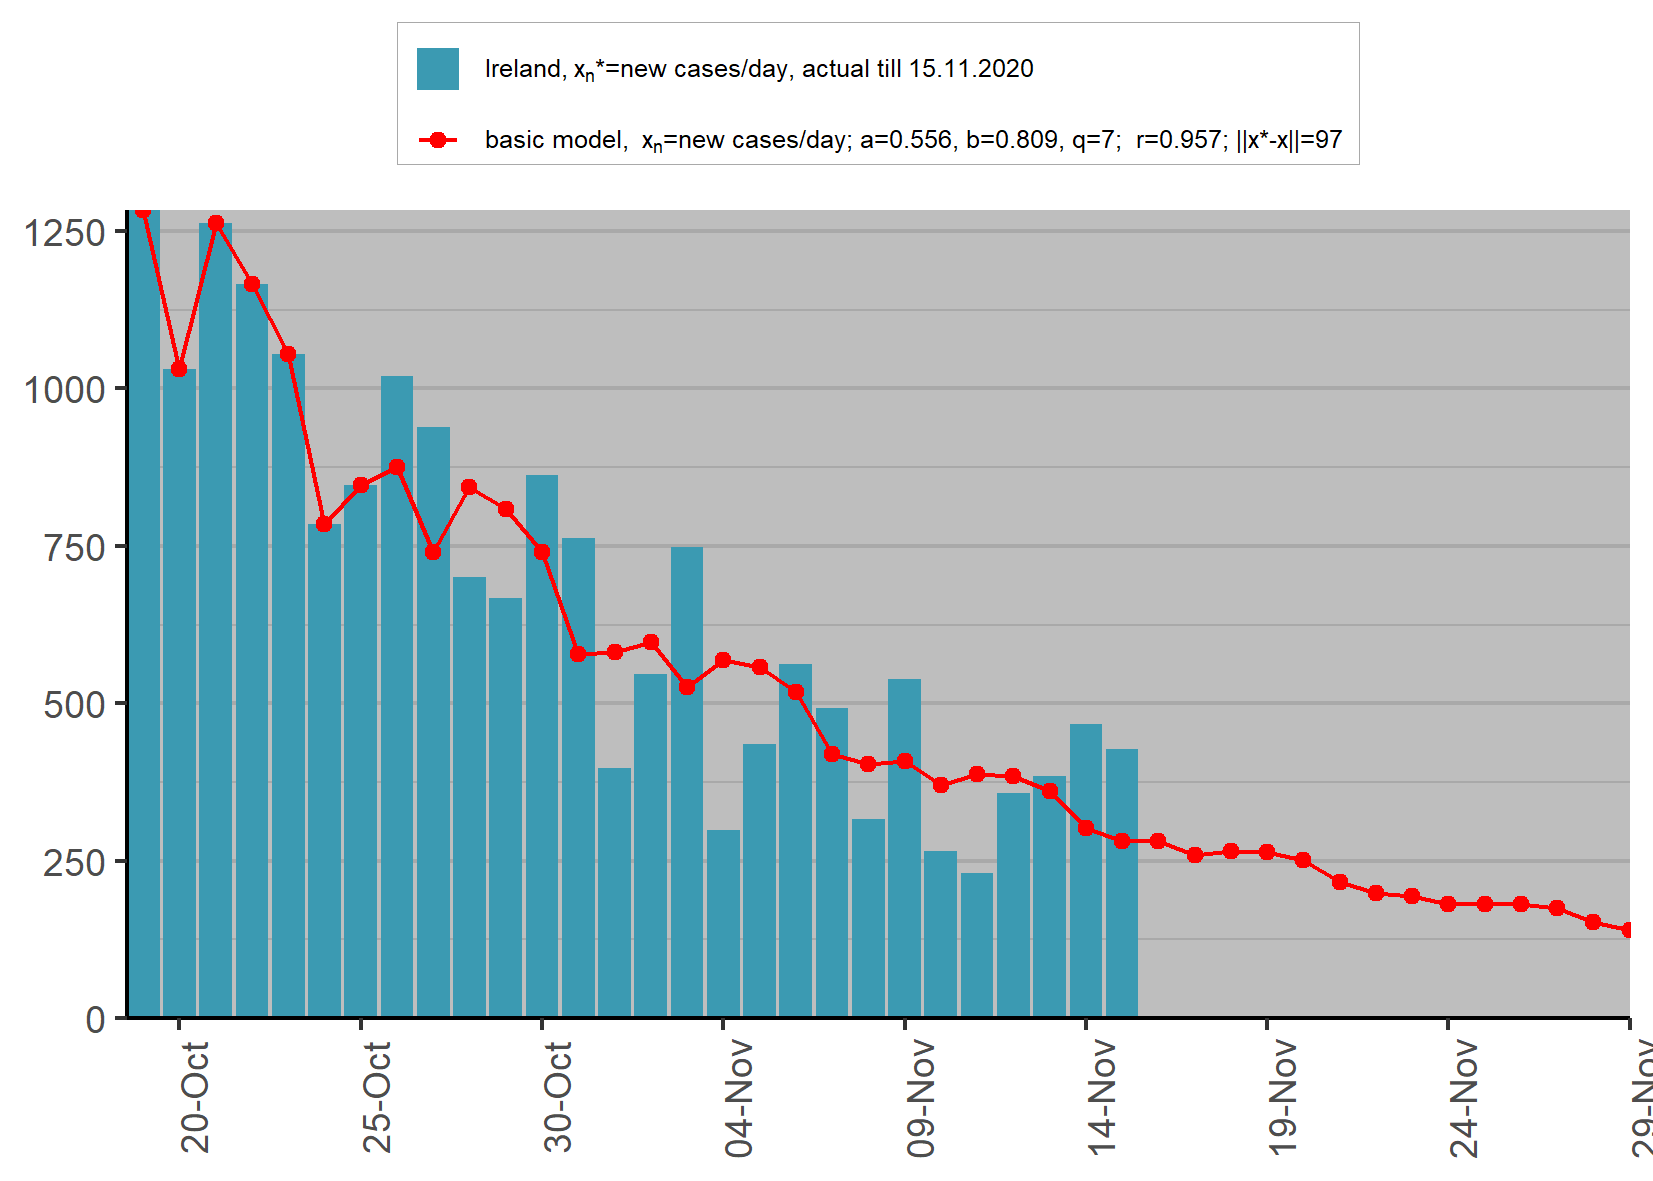 Ireland, xn*=new cases/day, actual till 15.11.2020
basic model,  xn=new cases/day; a=0.556, b=0.809, q=7;  r=0.957; ||x*-x||=97
1250
1000
750
500
250
0
20-Oct
25-Oct
30-Oct
04-Nov
09-Nov
14-Nov
19-Nov
24-Nov
29-Nov